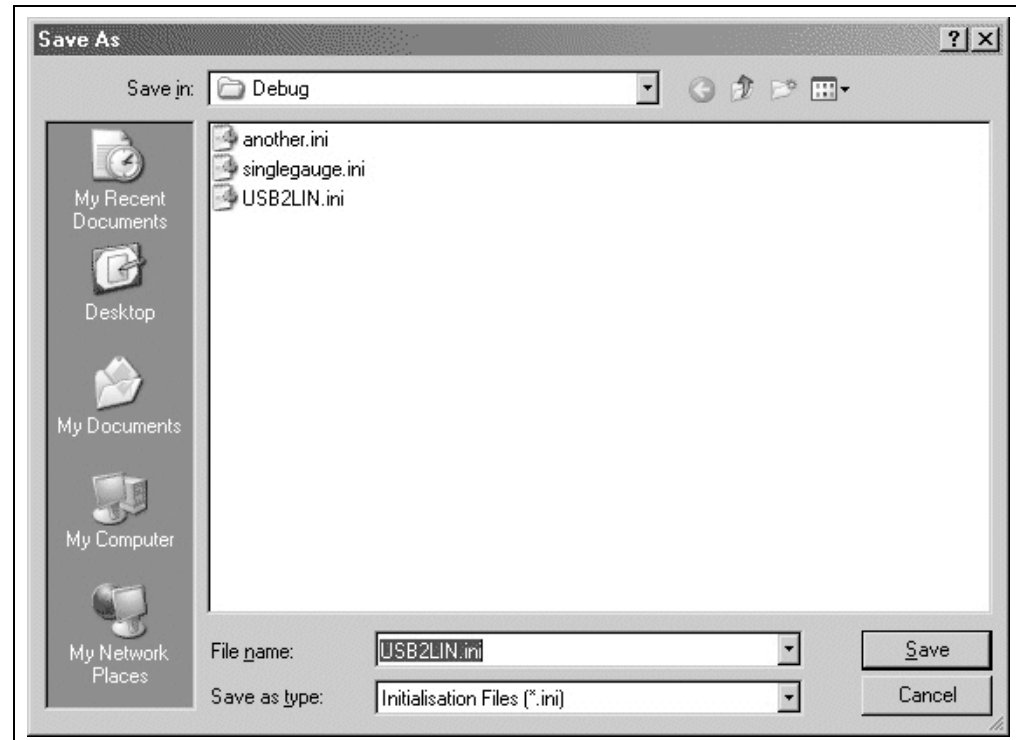 Save As
Save in:
Debug
another.ini
singlegauge.ini
USB2LIN.ini
My Recent
Documents
Desktop
My Documents
My Computer
My Network
Places
File name:
USB2LIN.ini
Save
Save as type:
Initialisation Files (*.ini)
Cancel